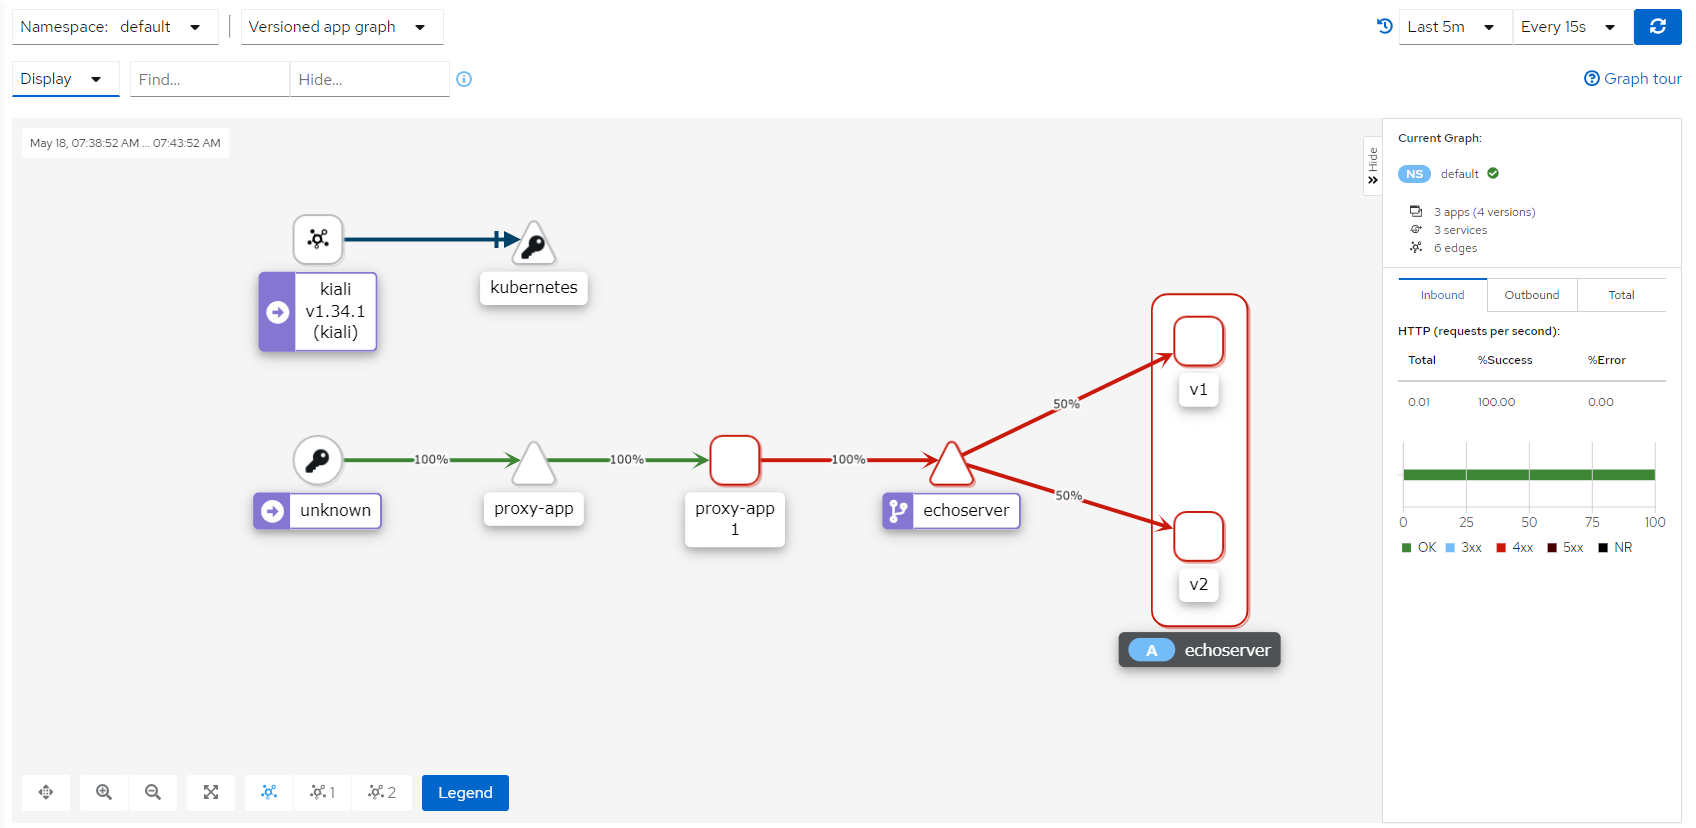 Namespace: default
Versioned app graph
Last 5m
Every 15s
Display
Find...
Hide...
Graph tour
May 18, 07:38:52 AM ... 07:43:52 AM
Hide
kiali
v1.34.1
(kiali)
kubernetes
unknown
100%
proxy-app
100%
proxy-app
1
100%
echoserver
50%
50%
v1
v2
A echoserver
1
2
Legend
Current Graph:
NS default
3 apps (4 versions)
3 services
6 edges
Inbound
Outbound
Total
HTTP (requests per second):
Total %Success %Error
0.01 100.00 0.00
0 25 50 75 100
OK 3xx 4xx 5xx NR